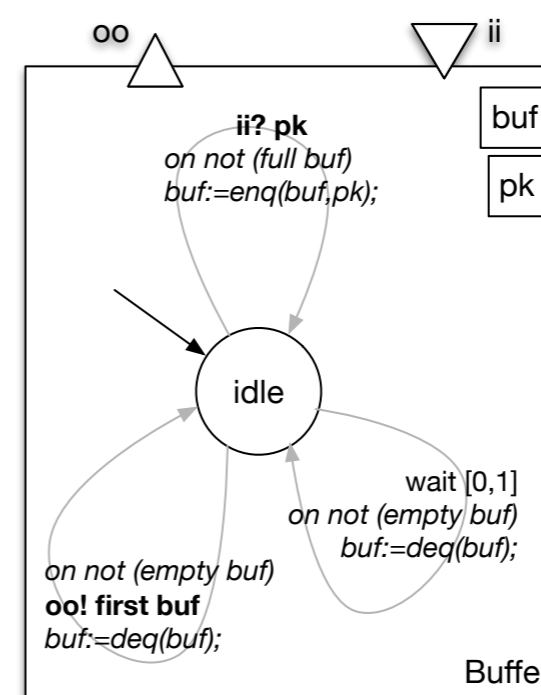 oo
ii
buf
pk
ii? pk
on not (full buf)
buf:=enq(buf,pk);
idle
wait [0,1]
on not (empty buf)
buf:=deq(buf);
on not (empty buf)
oo! first buf
buf:=deq(buf);
Buffe